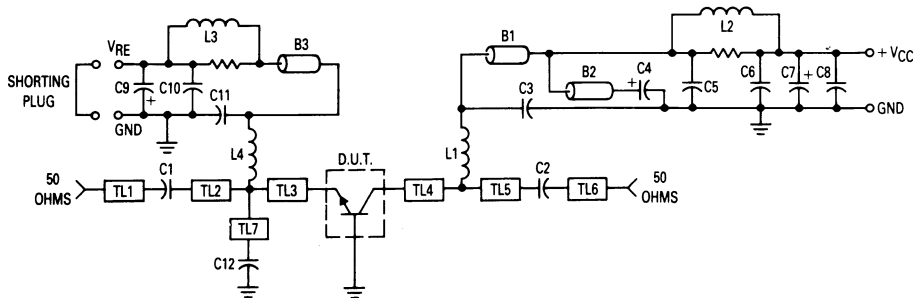 L3
L2
V_RE
B3
B1
+ V_CC
SHORTING
PLUG
C9
+
C10
C11
B2
+
C4
C5
C6
C7
+
C8
C3
GND
GND
L4
L1
D.U.T.
50
OHMS
TL1
C1
TL2
TL3
TL4
TL5
C2
TL6
50
OHMS
TL7
C12